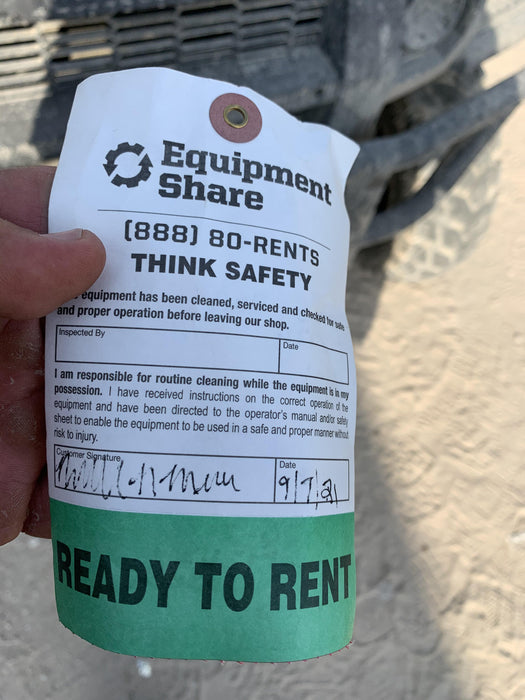 Equipment
Share
(888) 80-RENTS
THINK SAFETY
equipment has been cleaned, serviced and checked for safe
and proper operation before leaving our shop.
Inspected By
Date
I am responsible for routine cleaning while the equipment is in my
possession. I have received instructions on the correct operation of the
equipment and have been directed to the operator's manual and/or safety
sheet to enable the equipment to be used in a safe and proper manner without
risk to injury.
Customer Signature
Date
9/7/21
READY TO RENT